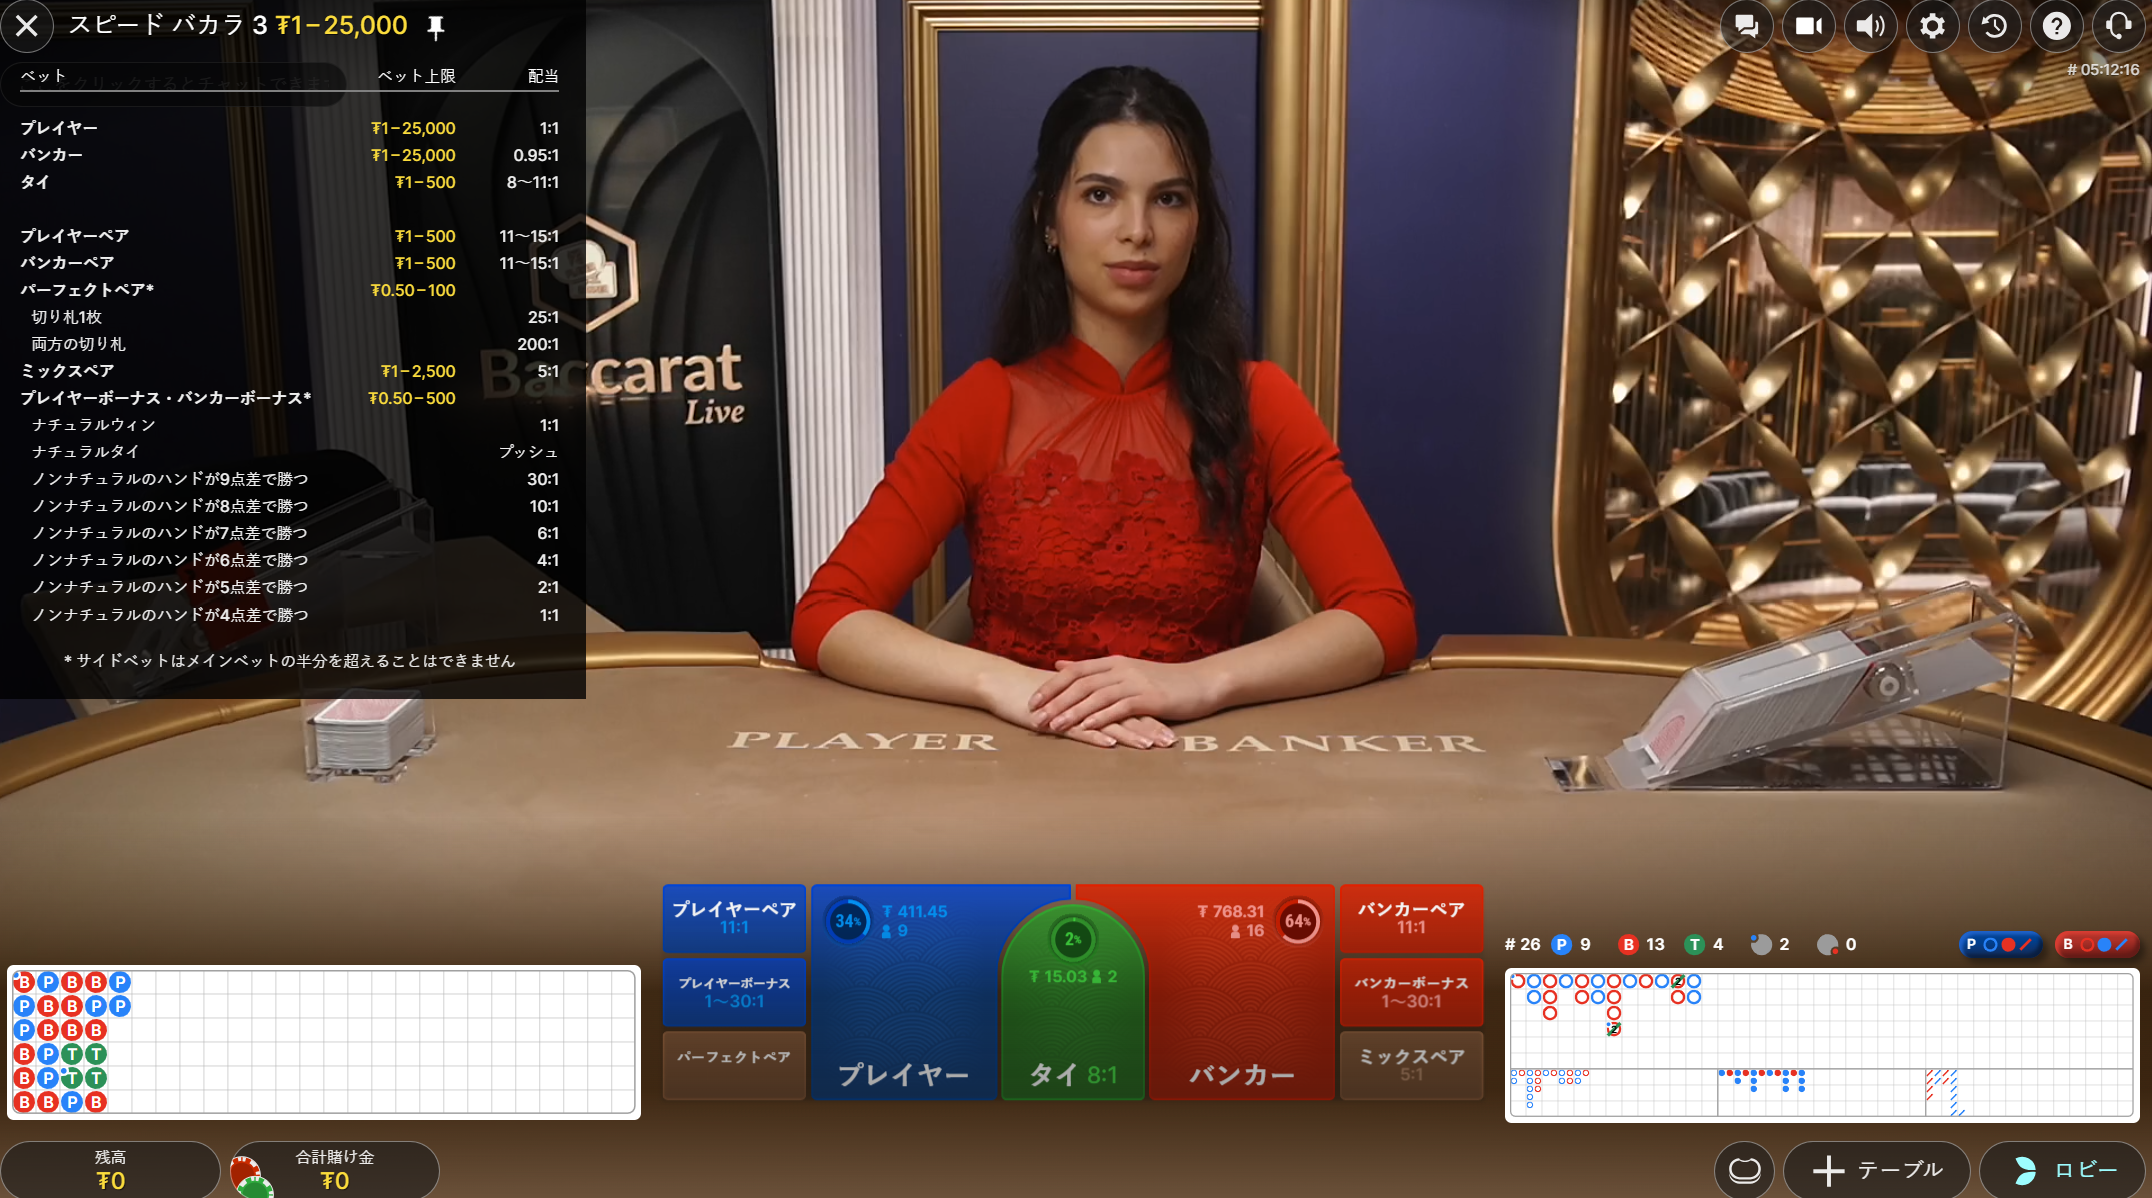 スピード バカラ 3 ₮1–25,000
# 05:12:16
ベット ベット上限 配当
プレイヤー ₮1–25,000 1:1
バンカー ₮1–25,000 0.95:1
タイ ₮1–500 8〜11:1
プレイヤーペア ₮1–500 11〜15:1
バンカーペア ₮1–500 11〜15:1
パーフェクトペア* ₮0.50–100
切り札1枚 25:1
両方の切り札 200:1
ミックスペア ₮1–2,500 5:1
プレイヤーボーナス・バンカーボーナス* ₮0.50–500
ナチュラルウィン 1:1
ナチュラルタイ プッシュ
ノンナチュラルのハンドが9点差で勝つ 30:1
ノンナチュラルのハンドが8点差で勝つ 10:1
ノンナチュラルのハンドが7点差で勝つ 6:1
ノンナチュラルのハンドが6点差で勝つ 4:1
ノンナチュラルのハンドが5点差で勝つ 2:1
ノンナチュラルのハンドが4点差で勝つ 1:1
* サイドベットはメインベットの半分を超えることはできません
Baccarat
Live
PLAYER BANKER
プレイヤーペア
11:1
プレイヤーボーナス
1〜30:1
パーフェクトペア
34% ₮ 411.45
9
プレイヤー
2%
₮ 15.03 2
タイ 8:1
₮ 768.31 64%
16
バンカー
バンカーペア
11:1
バンカーボーナス
1〜30:1
ミックスペア
5:1
# 26 P 9 B 13 T 4 2 0 P B
B P B B P
P B B P P
P B B B
B P T T
B P T T
B B P B
2
2
残高
₮0
合計賭け金
₮0
テーブル
ロビー